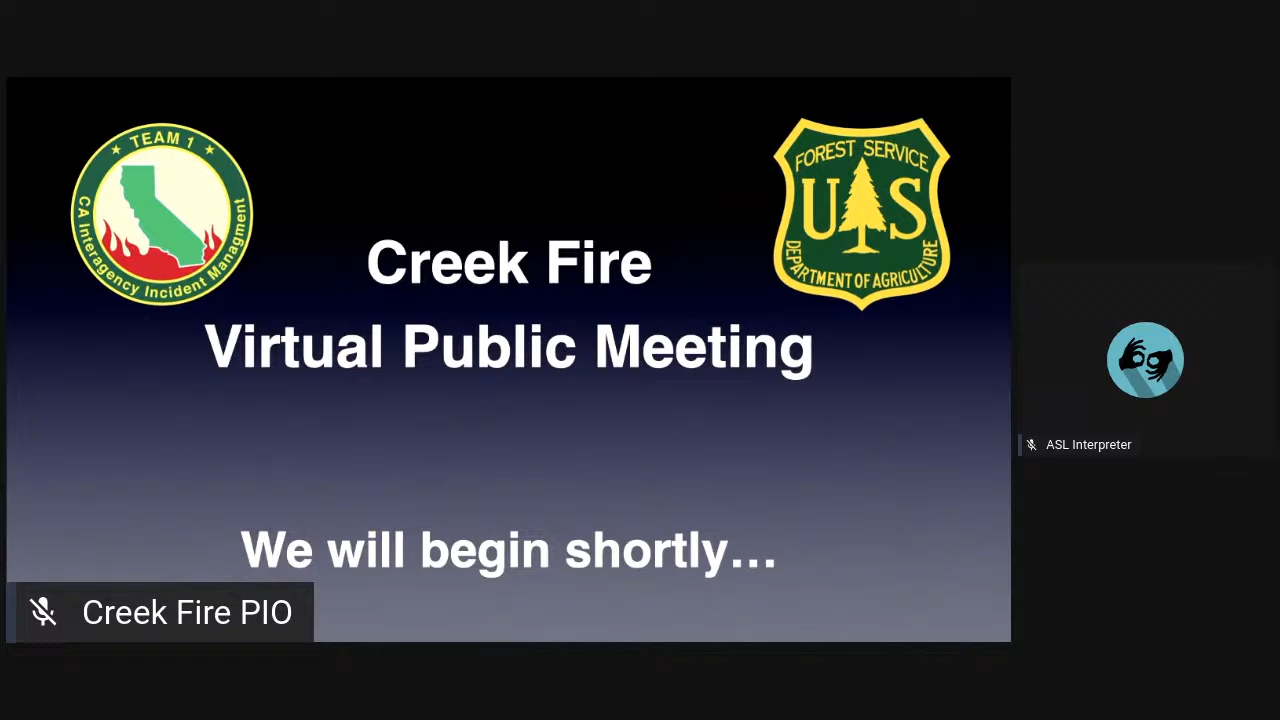 TEAM 1
CA Interagency Incident Managment
FOREST SERVICE
U S
DEPARTMENT OF AGRICULTURE
Creek Fire
Virtual Public Meeting
We will begin shortly...
Creek Fire PIO
ASL Interpreter